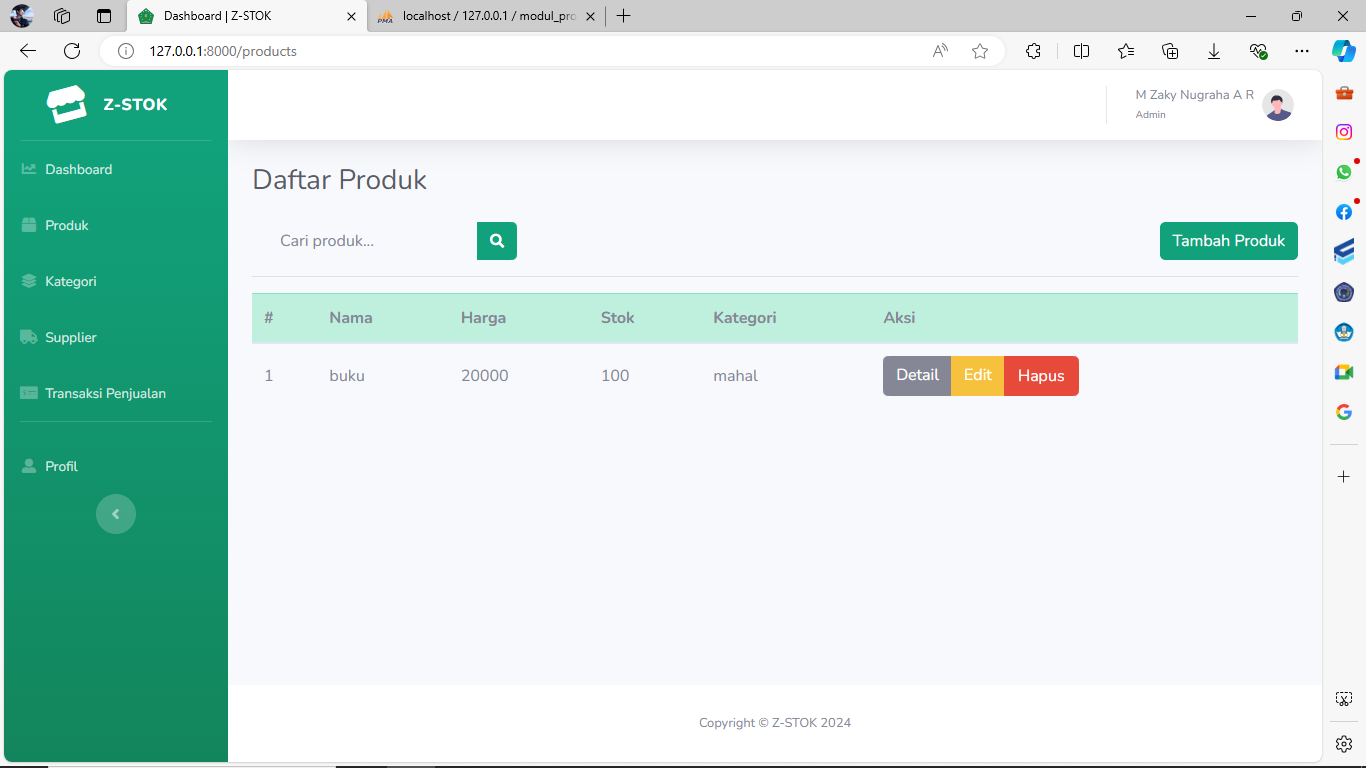 Dashboard | Z-STOK
PMA
localhost / 127.0.0.1 / modul_pro
127.0.0.1:8000/products
Z-STOK
M Zaky Nugraha A R
Admin
Dashboard
Produk
Kategori
Supplier
Transaksi Penjualan
Profil
Daftar Produk
Cari produk...
Tambah Produk
# Nama Harga Stok Kategori Aksi
1 buku 20000 100 mahal Detail Edit Hapus
Copyright © Z-STOK 2024